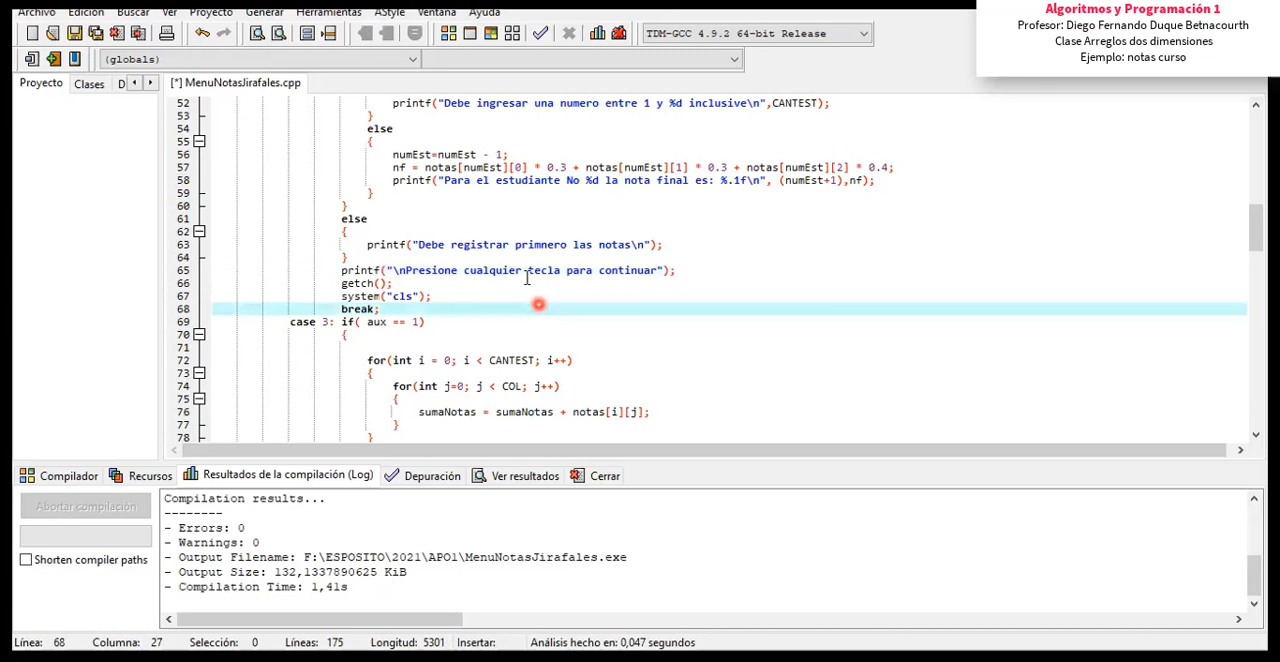 Archivo Edición Buscar Ver Proyecto Generar Herramientas AStyle Ventana Ayuda
Algoritmos y Programación 1
Profesor: Diego Fernando Duque Betnacourth
Clase Arreglos dos dimensiones
Ejemplo: notas curso
TDM-GCC 4.9.2 64-bit Release
(globals)
Proyecto Clases D
[*] MenuNotasJirafales.cpp
52 printf("Debe ingresar una numero entre 1 y %d inclusive\n",CANTEST);
53 }
54 else
55 {
56 numEst=numEst - 1;
57 nf = notas[numEst][0] * 0.3 + notas[numEst][1] * 0.3 + notas[numEst][2] * 0.4;
58 printf("Para el estudiante No %d la nota final es: %.1f\n", (numEst+1),nf);
59 }
60 }
61 else
62 {
63 printf("Debe registrar primnero las notas\n");
64 }
65 printf("\nPresione cualquier tecla para continuar");
66 getch();
67 system("cls");
68 break;
69 case 3: if( aux == 1)
70 {
71
72 for(int i = 0; i < CANTEST; i++)
73 {
74 for(int j=0; j < COL; j++)
75 {
76 sumaNotas = sumaNotas + notas[i][j];
77 }
78 }
Compilador Recursos Resultados de la compilación (Log) Depuración Ver resultados Cerrar
Abortar compilación
Shorten compiler paths
Compilation results...
--------
- Errors: 0
- Warnings: 0
- Output Filename: F:\ESPOSITO\2021\APO1\MenuNotasJirafales.exe
- Output Size: 132,1337890625 KiB
- Compilation Time: 1,41s
Línea: 68 Columna: 27 Selección: 0 Líneas: 175 Longitud: 5301 Insertar: Análisis hecho en: 0,047 segundos